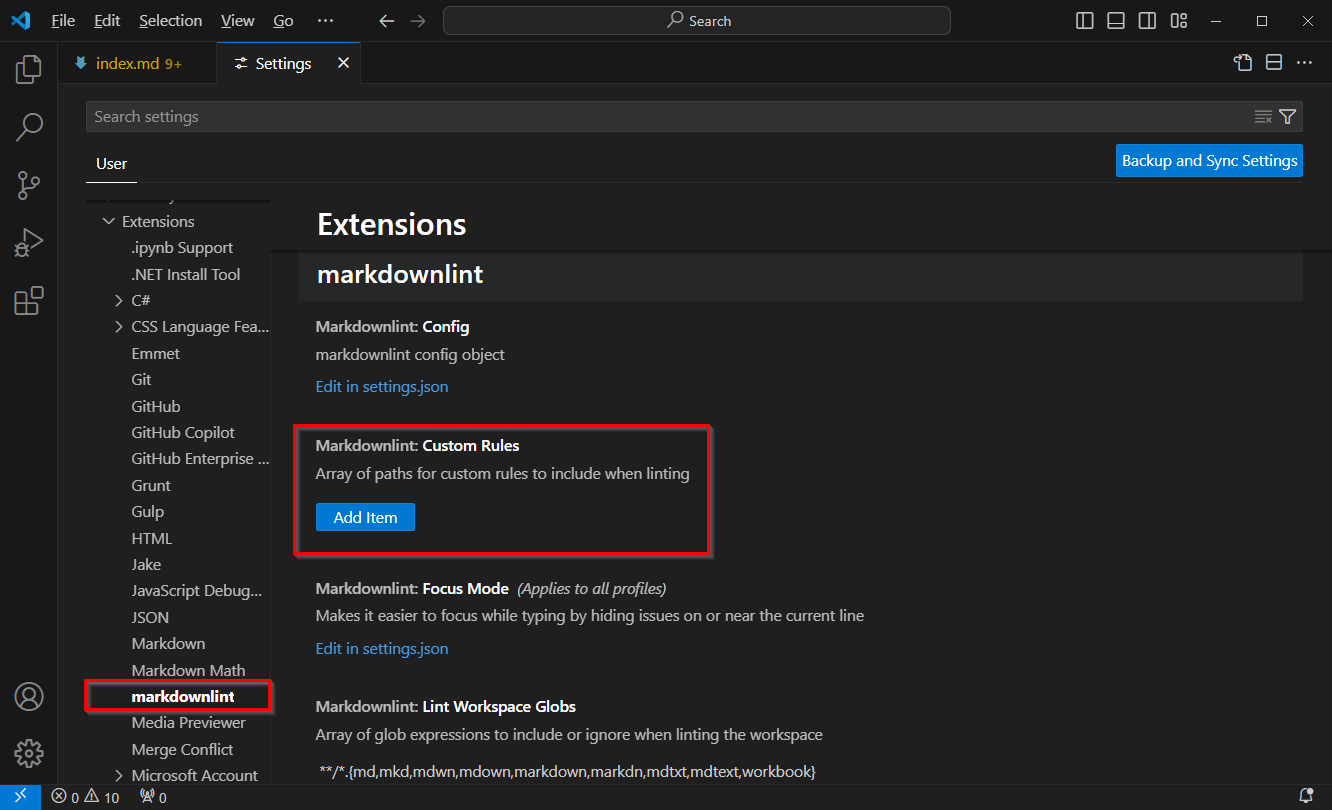 File Edit Selection View Go ··· Search
index.md 9+ Settings
Search settings
User
Backup and Sync Settings
Extensions
.ipynb Support
.NET Install Tool
C#
CSS Language Fea...
Emmet
Git
GitHub
GitHub Copilot
GitHub Enterprise ...
Grunt
Gulp
HTML
Jake
JavaScript Debug...
JSON
Markdown
Markdown Math
markdownlint
Media Previewer
Merge Conflict
Microsoft Account
Extensions
markdownlint
Markdownlint: Config
markdownlint config object
Edit in settings.json
Markdownlint: Custom Rules
Array of paths for custom rules to include when linting
Add Item
Markdownlint: Focus Mode (Applies to all profiles)
Makes it easier to focus while typing by hiding issues on or near the current line
Edit in settings.json
Markdownlint: Lint Workspace Globs
Array of glob expressions to include or ignore when linting the workspace
**/*.{md,mkd,mdwn,mdown,markdown,markdn,mdtxt,mdtext,workbook}
0 10 0